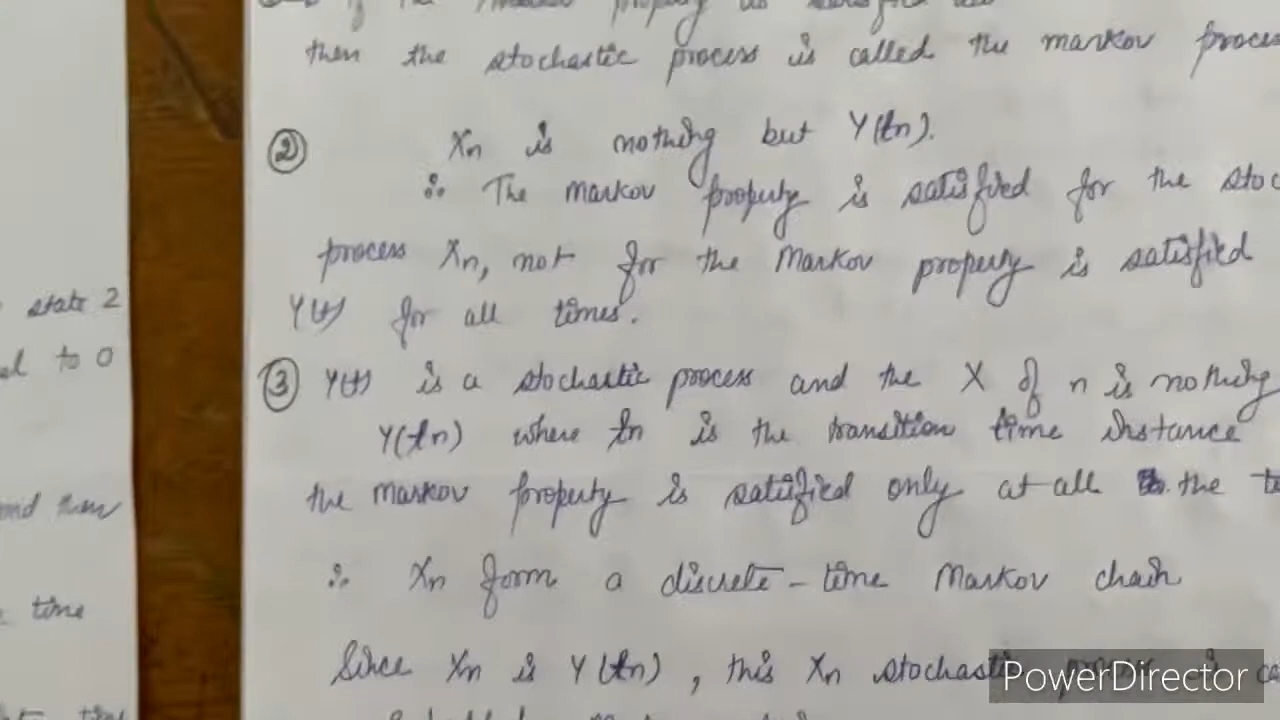 then the stochastic process is called the markov proces
② Xn is nothing but Y(tn).
∴ The markov property is satisfied for the stoc
process Xn, not for the Markov property is satisfied
Y(t) for all times.
③ Y(t) is a stochastic process and the X of n is nothing
Y(tn) where tn is the transition time instance
the markov property is satisfied only at all the
∴ Xn form a discrete-time Markov chain
Since Xn is Y(tn), this Xn stochastic process is
state 2
to 0
time
PowerDirector